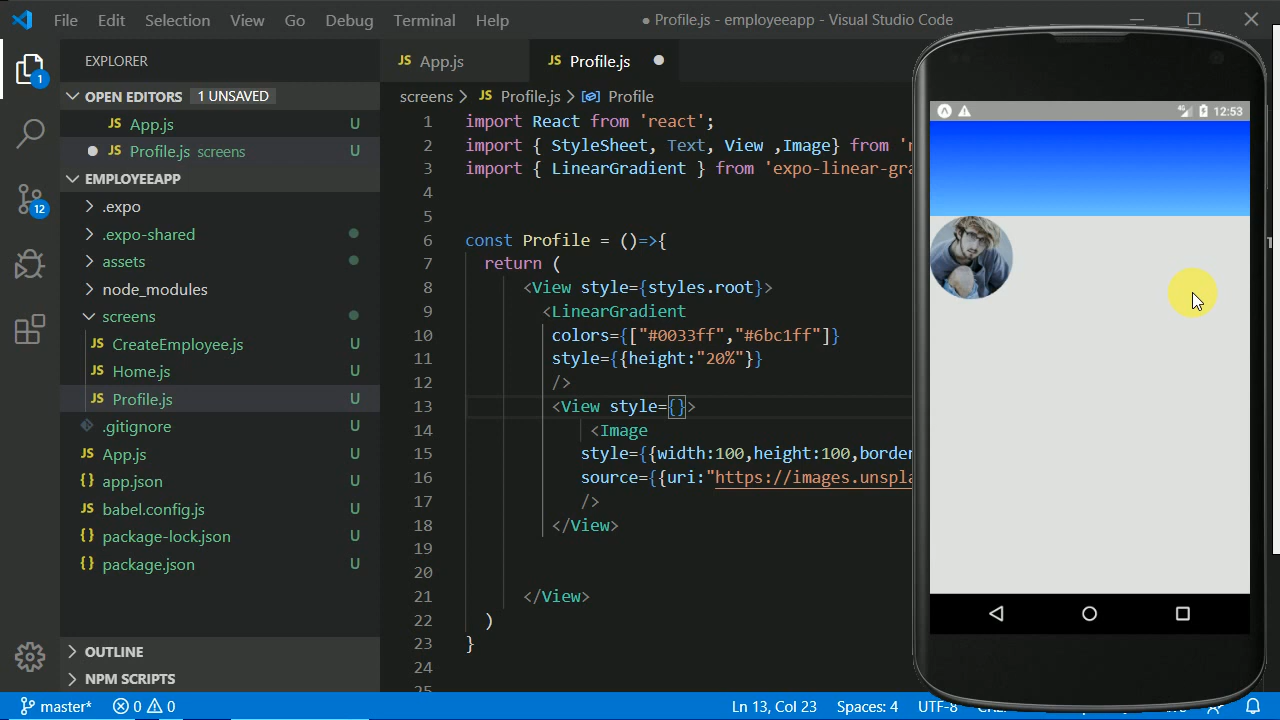 File Edit Selection View Go Debug Terminal Help
● Profile.js - employeeapp - Visual Studio Code
EXPLORER
OPEN EDITORS 1 UNSAVED
JS App.js U
● JS Profile.js screens U
EMPLOYEEAPP
.expo
.expo-shared
assets
node_modules
screens
JS CreateEmployee.js U
JS Home.js U
JS Profile.js U
.gitignore U
JS App.js U
{} app.json U
JS babel.config.js U
{} package-lock.json U
{} package.json U
OUTLINE
NPM SCRIPTS
1
12
JS App.js JS Profile.js ●
screens > JS Profile.js > Profile
1 import React from 'react';
2 import { StyleSheet, Text, View ,Image} from '
3 import { LinearGradient } from 'expo-linear-gra
4
5
6 const Profile = ()=>{
7 return (
8 <View style={styles.root}>
9 <LinearGradient
10 colors={["#0033ff","#6bc1ff"]}
11 style={{height:"20%"}}
12 />
13 <View style={}>
14 <Image
15 style={{width:100,height:100,border
16 source={{uri:"https://images.unspla
17 />
18 </View>
19
20
21 </View>
22 )
23 }
24
25
12:53
master* 0 0 Ln 13, Col 23 Spaces: 4 UTF-8